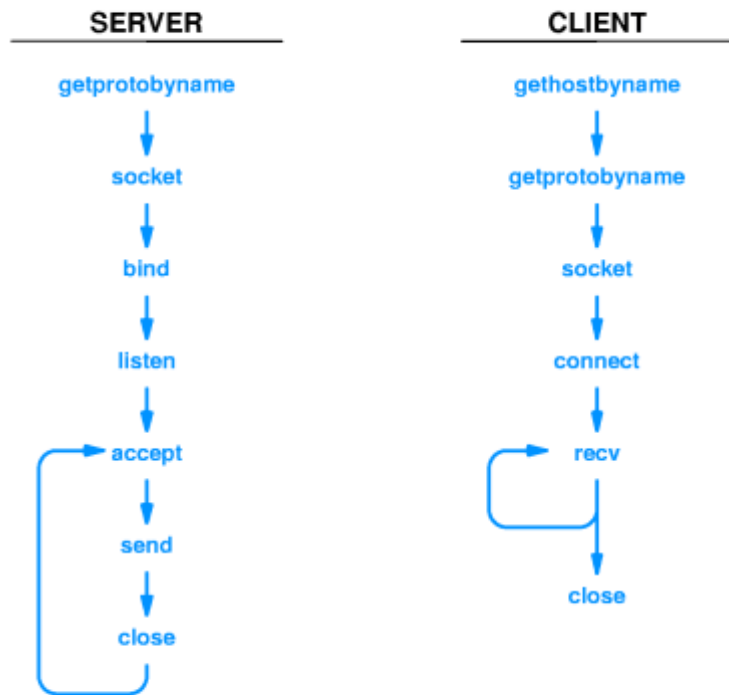 SERVER
getprotobyname
socket
bind
listen
accept
send
close
CLIENT
gethostbyname
getprotobyname
socket
connect
recv
close